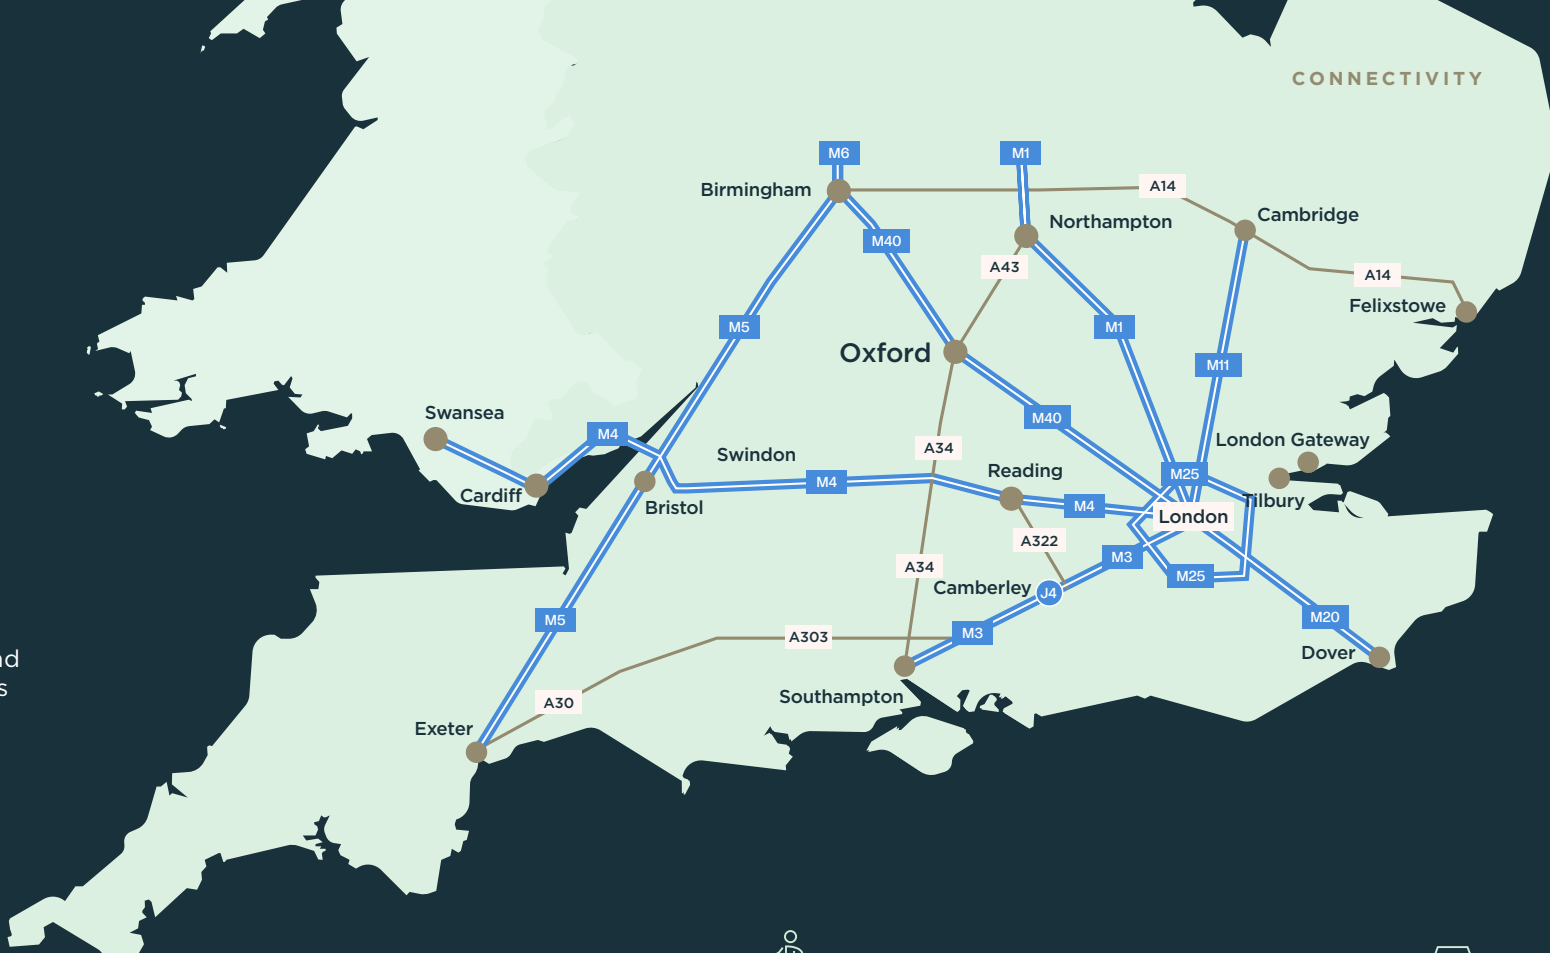 CONNECTIVITY
M6
M1
Birmingham
A14
Northampton
Cambridge
M40
A43
A14
Felixstowe
M5
M1
Oxford
M11
Swansea
M40
M4
London Gateway
A34
Swindon
Reading
M25
M4
Cardiff
Bristol
M4
Tilbury
London
A322
M3
A34
M25
Camberley
J4
M5
M20
A303
M3
Dover
nd
s
Southampton
A30
Exeter